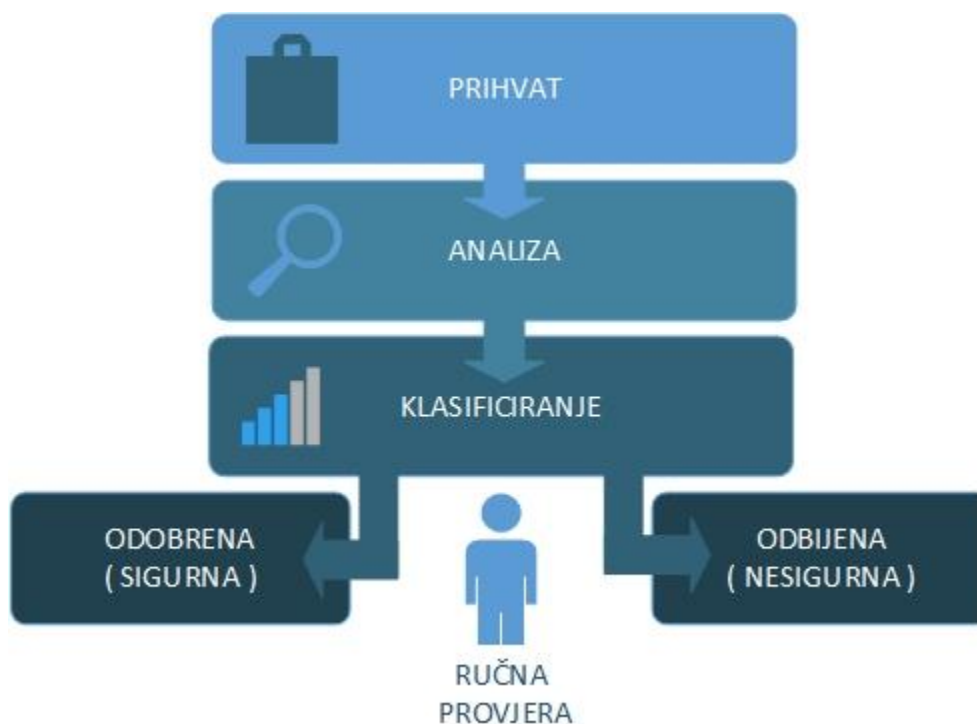 PRIHVAT
ANALIZA
KLASIFICIRANJE
ODOBRENA
( SIGURNA )
ODBIJENA
( NESIGURNA )
RUČNA
PROVJERA